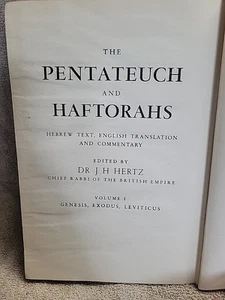 THE
PENTATEUCH
AND
HAFTORAHS
HEBREW TEXT, ENGLISH TRANSLATION
AND COMMENTARY
EDITED BY
DR J H HERTZ
CHIEF RABBI OF THE BRITISH EMPIRE
VOLUME I
GENESIS, EXODUS, LEVITICUS